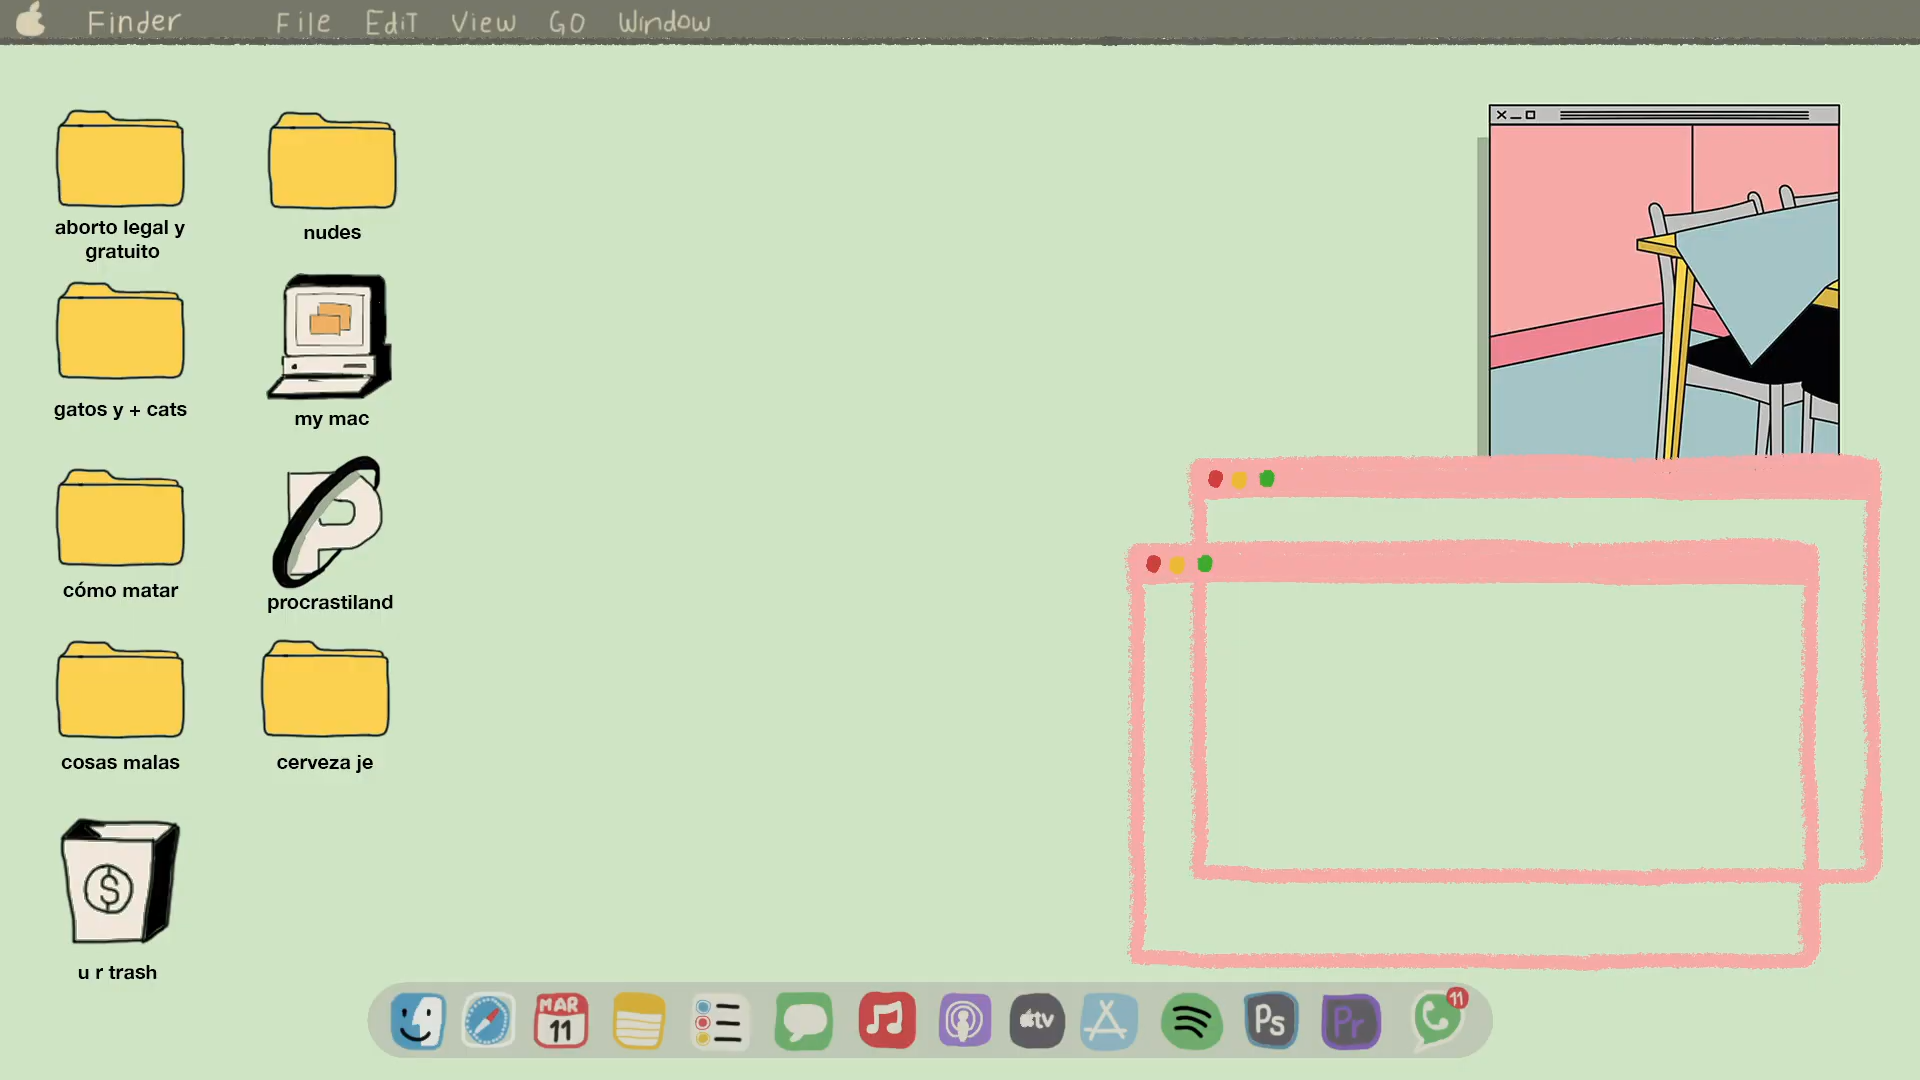 Finder File Edit View GO Window
aborto legal y
gratuito
nudes
gatos y + cats
my mac
P
cómo matar
procrastiland
cosas malas
cerveza je
$
u r trash
MAR
11
tv
Ps
Pr
11